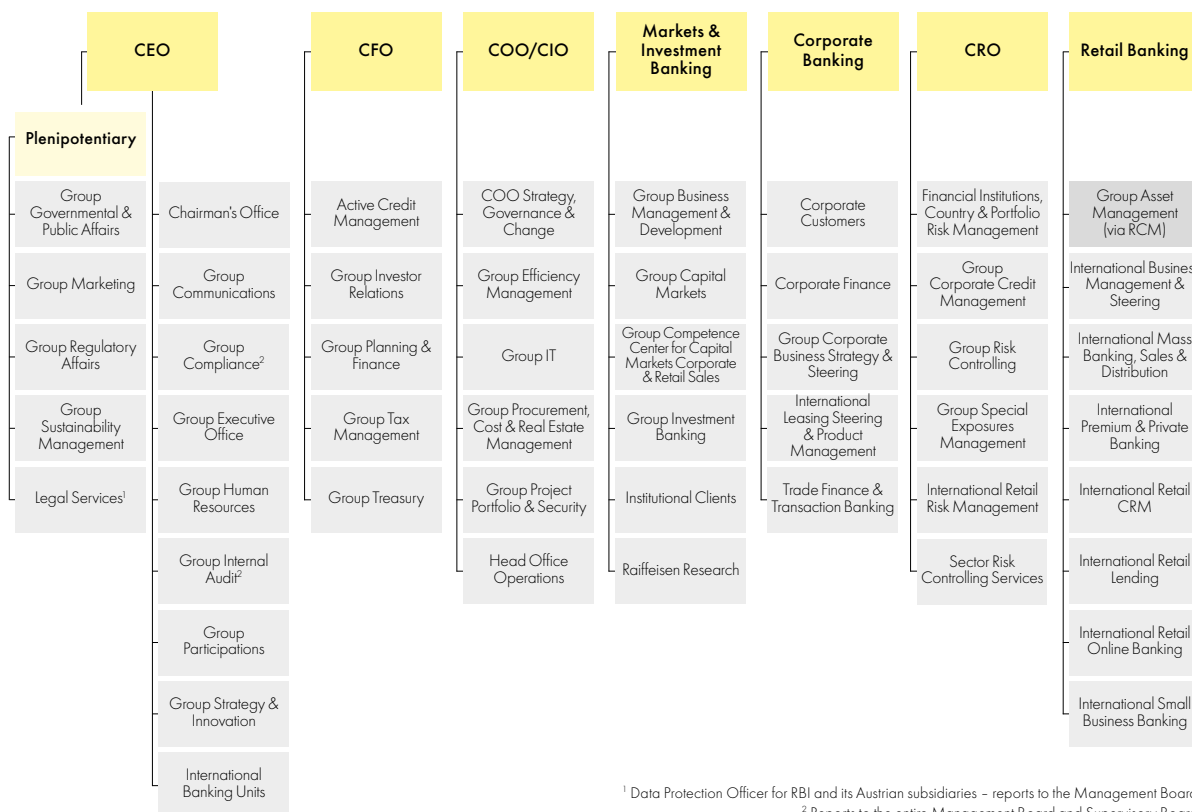 CEO
Plenipotentiary
Group
Governmental &
Public Affairs
Group Marketing
Group Regulatory
Affairs
Group
Sustainability
Management
Legal Services¹
Chairman's Office
Group
Communications
Group
Compliance²
Group Executive
Office
Group Human
Resources
Group Internal
Audit²
Group
Participations
Group Strategy &
Innovation
International
Banking Units
CFO
Active Credit
Management
Group Investor
Relations
Group Planning &
Finance
Group Tax
Management
Group Treasury
COO/CIO
COO Strategy,
Governance &
Change
Group Efficiency
Management
Group IT
Group Procurement,
Cost & Real Estate
Management
Group Project
Portfolio & Security
Head Office
Operations
Markets &
Investment
Banking
Group Business
Management &
Development
Group Capital
Markets
Group Competence
Center for Capital
Markets Corporate
& Retail Sales
Group Investment
Banking
Institutional Clients
Raiffeisen Research
Corporate
Banking
Corporate
Customers
Corporate Finance
Group Corporate
Business Strategy &
Steering
International
Leasing Steering
& Product
Management
Trade Finance &
Transaction Banking
CRO
Financial Institutions,
Country & Portfolio
Risk Management
Group
Corporate Credit
Management
Group Risk
Controlling
Group Special
Exposures
Management
International Retail
Risk Management
Sector Risk
Controlling Services
Retail Banking
Group Asset
Management
(via RCM)
International Business
Management &
Steering
International Mass
Banking, Sales &
Distribution
International
Premium & Private
Banking
International Retail
CRM
International Retail
Lending
International Retail
Online Banking
International Small
Business Banking
¹ Data Protection Officer for RBI and its Austrian subsidiaries – reports to the Management Board